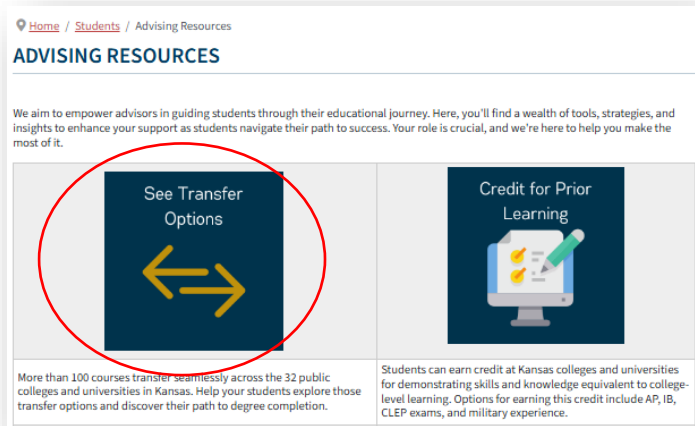 Home / Students / Advising Resources
ADVISING RESOURCES
We aim to empower advisors in guiding students through their educational journey. Here, you'll find a wealth of tools, strategies, and
insights to enhance your support as students navigate their path to success. Your role is crucial, and we're here to help you make the
most of it.
See Transfer
Options
Credit for Prior
Learning
More than 100 courses transfer seamlessly across the 32 public
colleges and universities in Kansas. Help your students explore those
transfer options and discover their path to degree completion.
Students can earn credit at Kansas colleges and universities
for demonstrating skills and knowledge equivalent to college-
level learning. Options for earning this credit include AP, IB,
CLEP exams, and military experience.